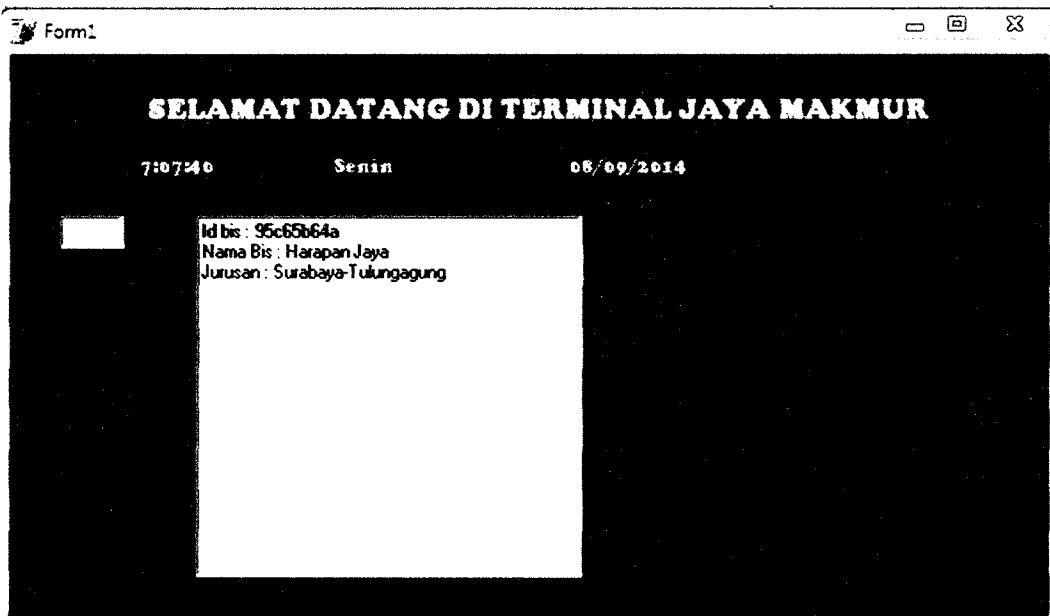 Form1
SELAMAT DATANG DI TERMINAL JAYA MAKMUR
7:07:40 Senin 08/09/2014
Id bis : 95c65b64a
Nama Bis : Harapan Jaya
Jurusan : Surabaya-Tulungagung